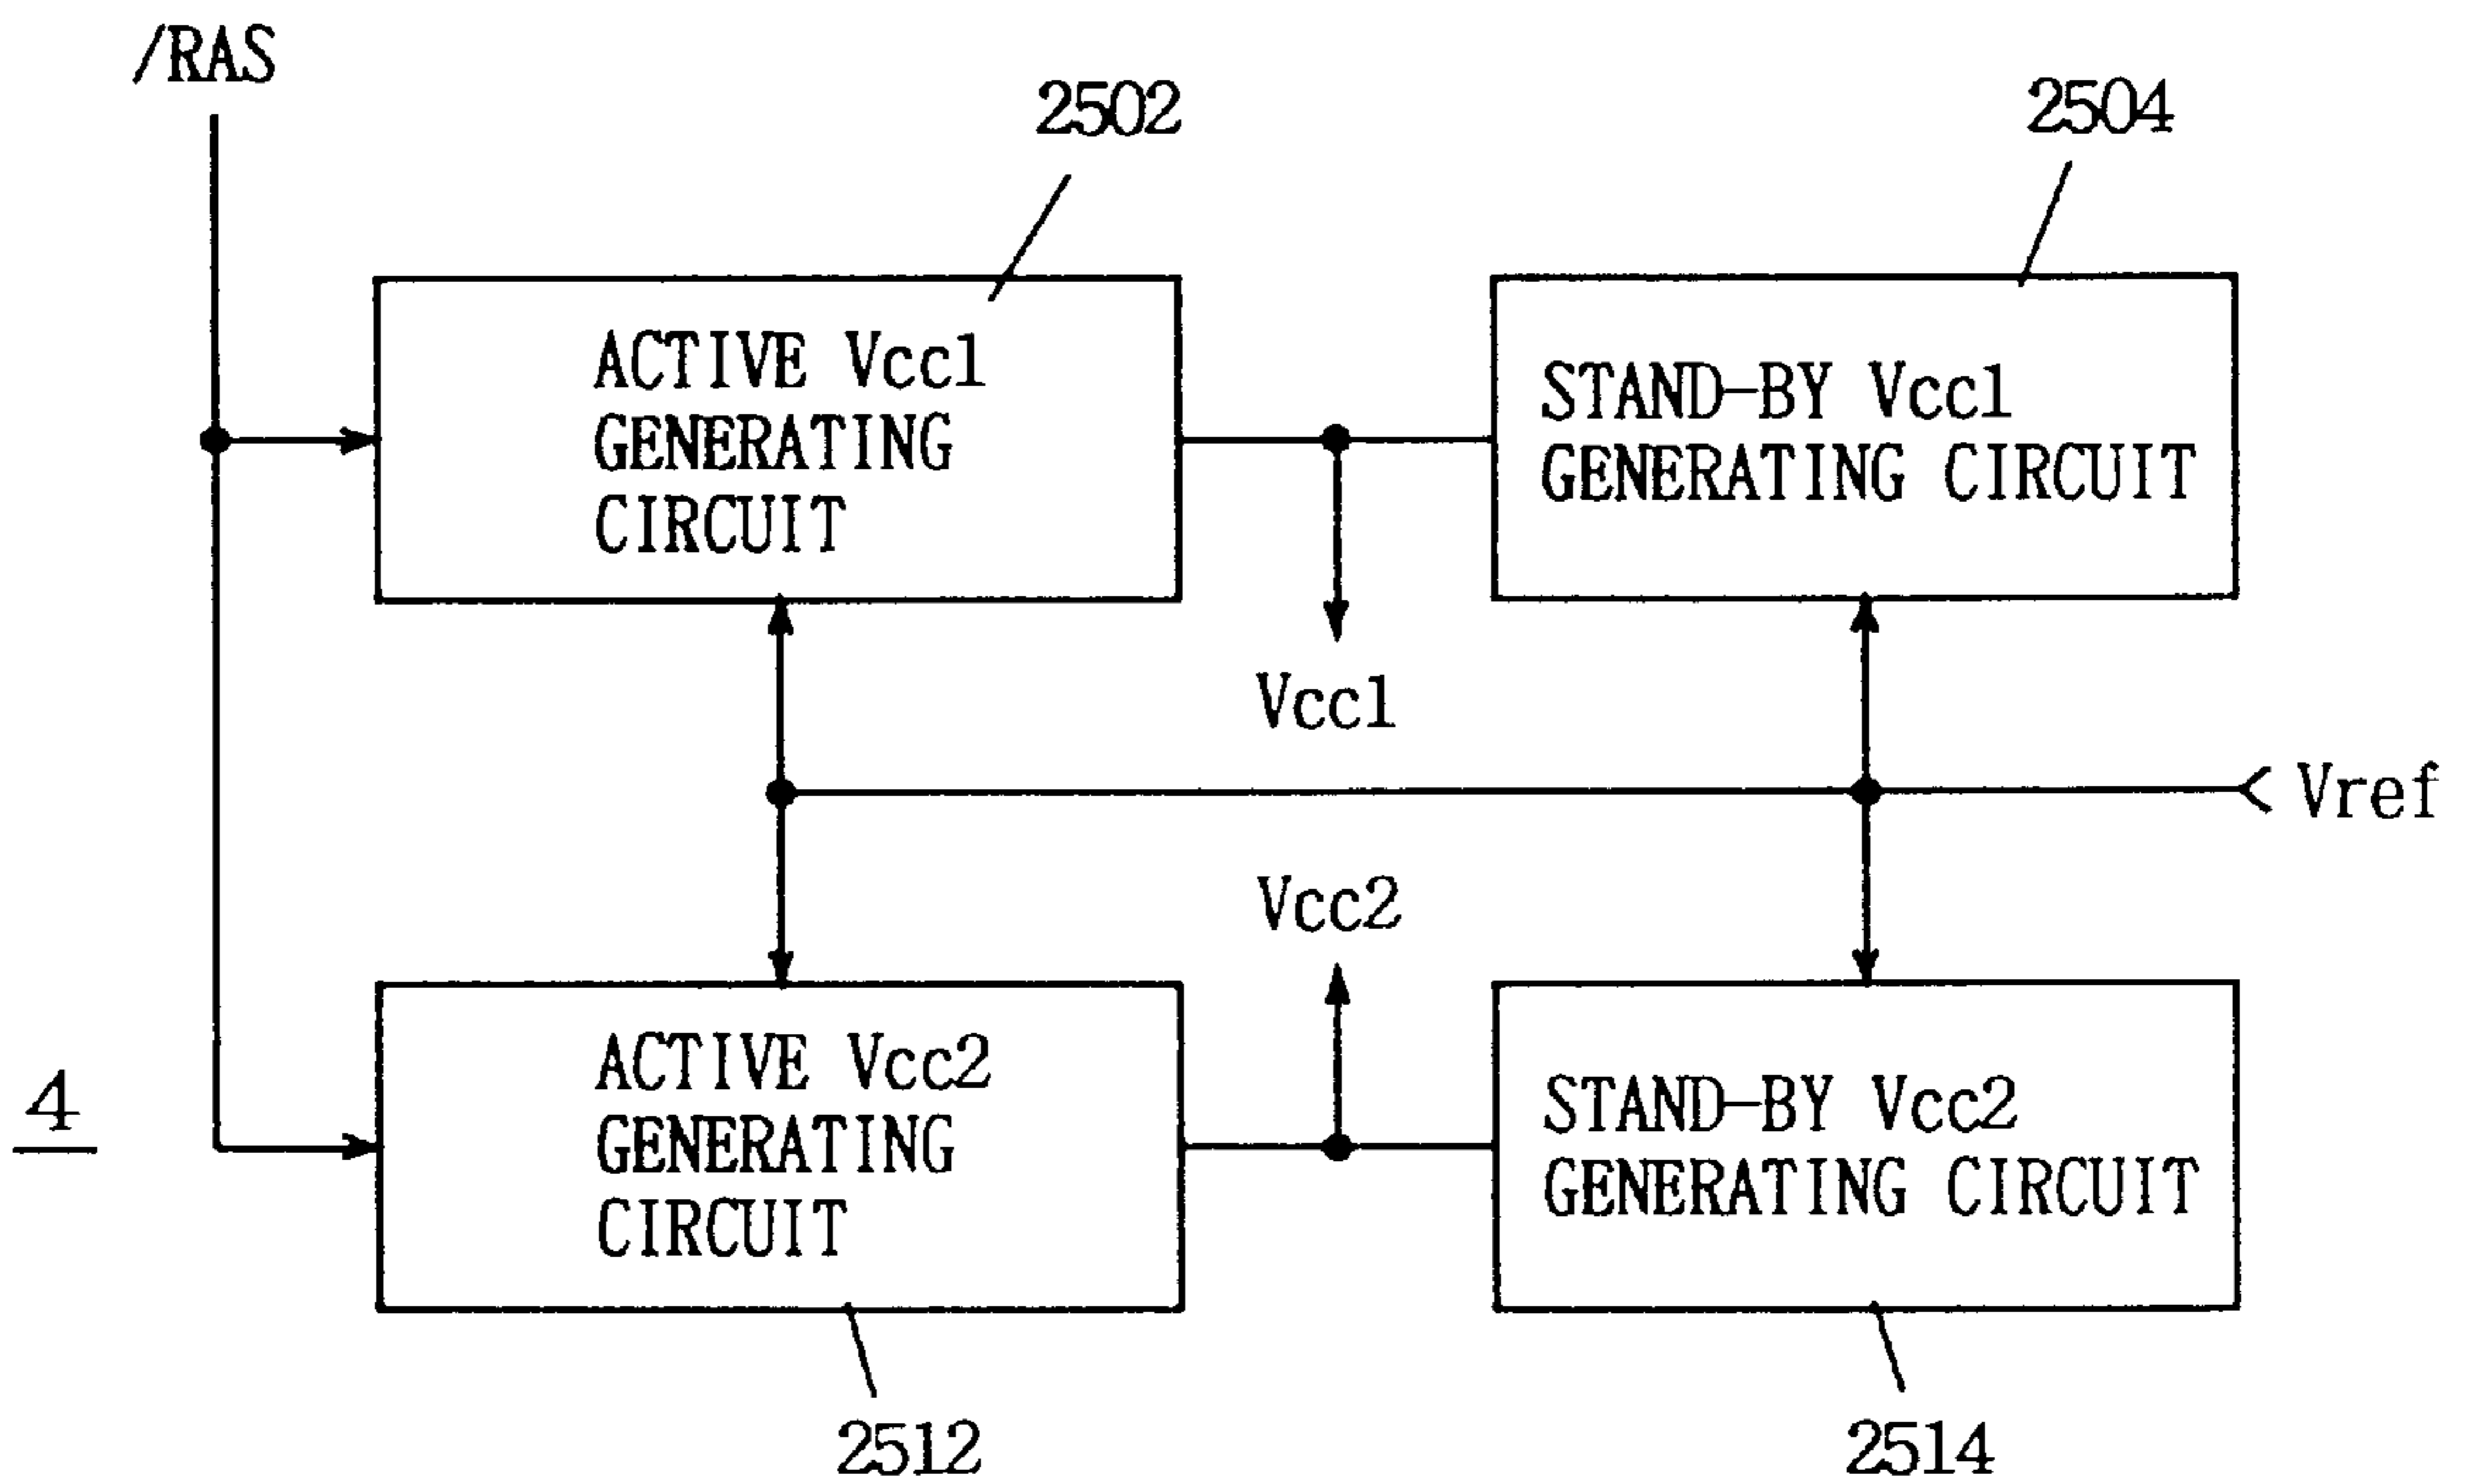 /RAS
2502
2504
ACTIVE Vcc1
GENERATING
CIRCUIT
STAND-BY Vcc1
GENERATING CIRCUIT
Vcc1
Vref
Vcc2
4
ACTIVE Vcc2
GENERATING
CIRCUIT
STAND-BY Vcc2
GENERATING CIRCUIT
2512
2514